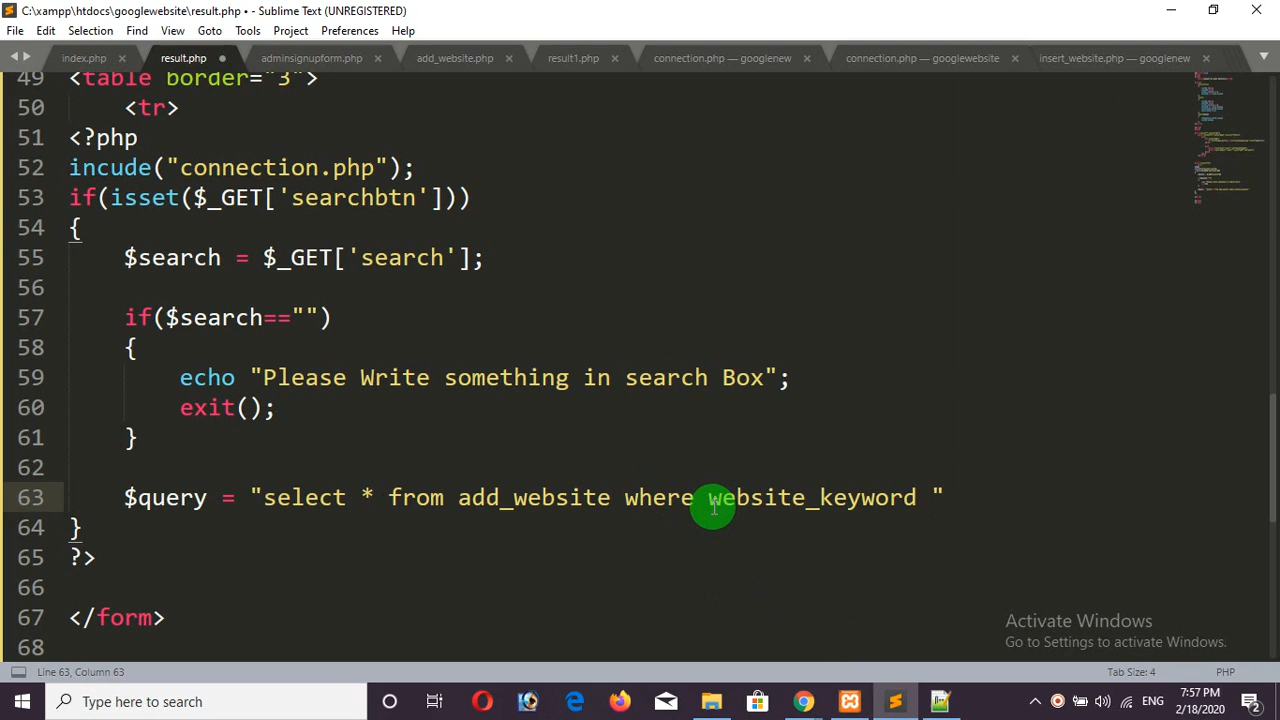 C:\xampp\htdocs\googlewebsite\result.php • - Sublime Text (UNREGISTERED)
File Edit Selection Find View Goto Tools Project Preferences Help
index.php result.php adminsignupform.php add_website.php result1.php connection.php — googlenew connection.php — googlewebsite insert_website.php — googlenew
49 <table border="3">
50 <tr>
51 <?php
52 incude("connection.php");
53 if(isset($_GET['searchbtn']))
54 {
55 $search = $_GET['search'];
56
57 if($search=="")
58 {
59 echo "Please Write something in search Box";
60 exit();
61 }
62
63 $query = "select * from add_website where website_keyword "
64 }
65 ?>
66
67 </form>
68
Activate Windows
Go to Settings to activate Windows.
Line 63, Column 63 Tab Size: 4 PHP
Type here to search ENG 7:57 PM
2/18/2020 2